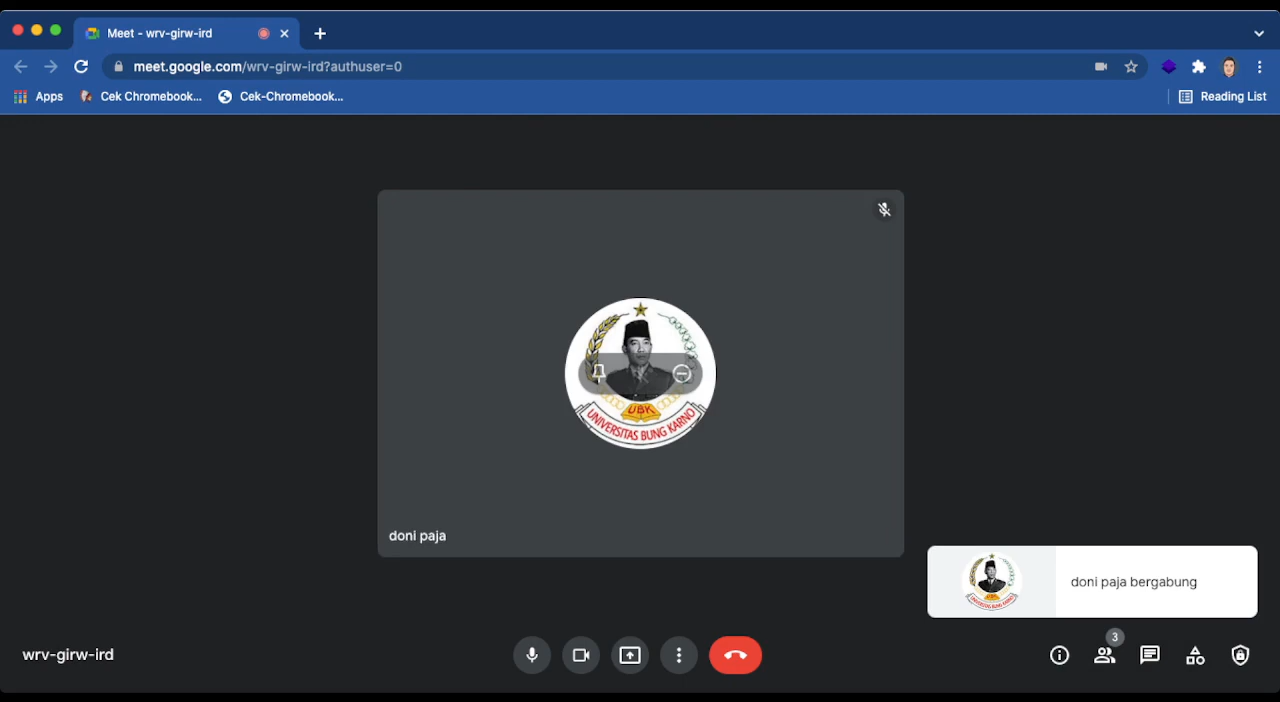 Meet - wrv-girw-ird
meet.google.com/wrv-girw-ird?authuser=0
Apps
Cek Chromebook...
Cek-Chromebook...
Reading List
UBK
UNIVERSITAS BUNG KARNO
doni paja
doni paja bergabung
wrv-girw-ird
3